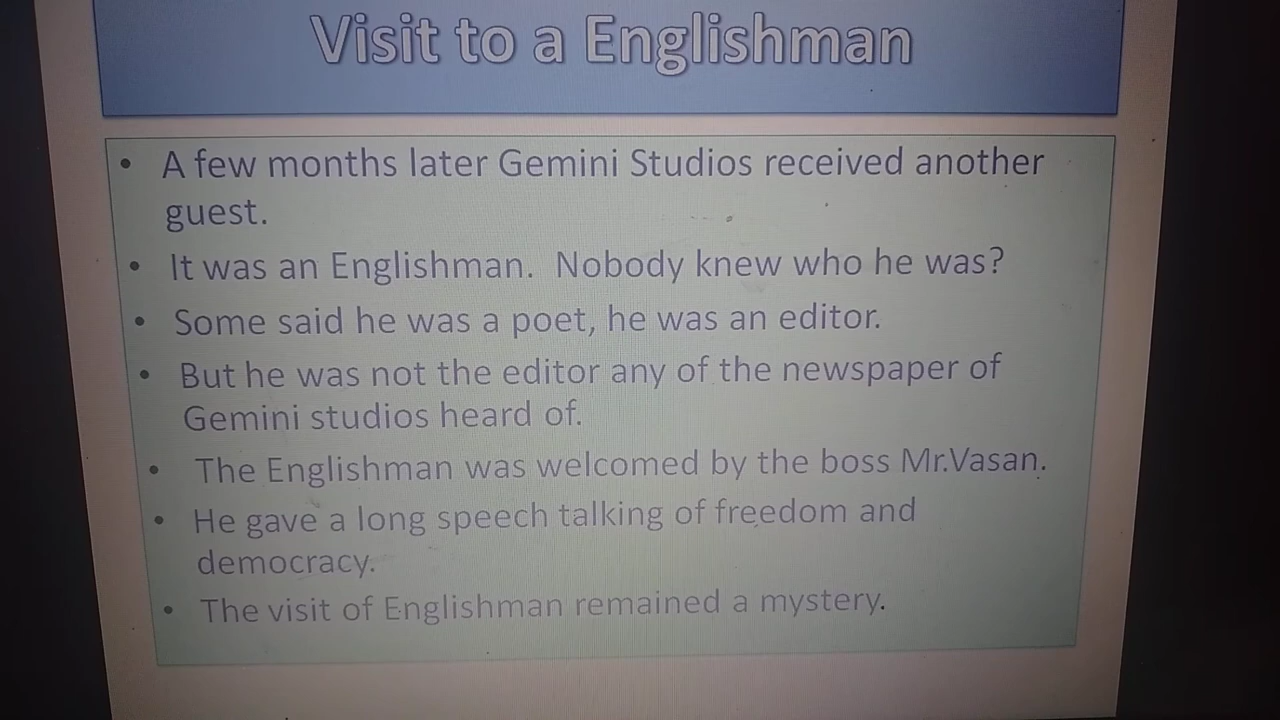 Visit to a Englishman
• A few months later Gemini Studios received another
guest.
• It was an Englishman. Nobody knew who he was?
• Some said he was a poet, he was an editor.
• But he was not the editor any of the newspaper of
Gemini studios heard of.
• The Englishman was welcomed by the boss Mr.Vasan.
• He gave a long speech talking of freedom and
democracy.
• The visit of Englishman remained a mystery.